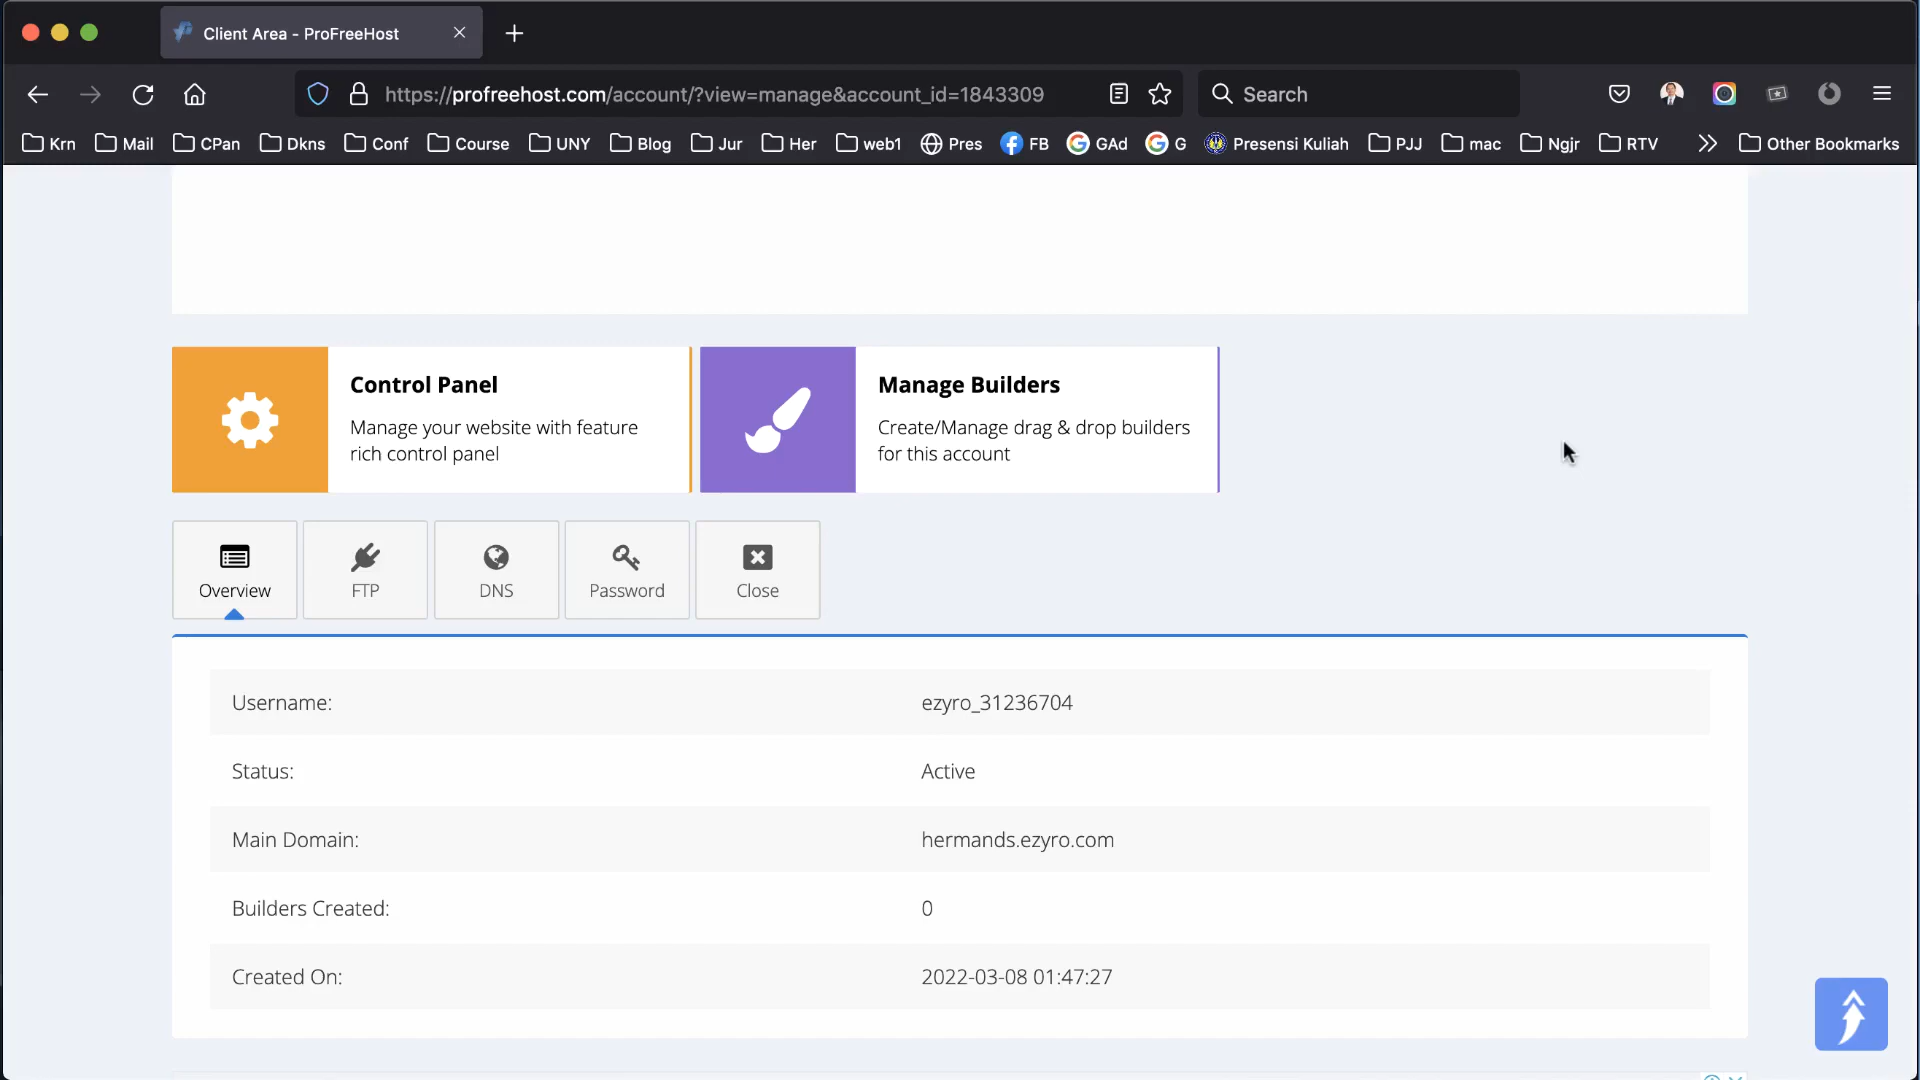 Client Area - ProFreeHost
https://profreehost.com/account/?view=manage&account_id=1843309
Search
Krn Mail CPan Dkns Conf Course UNY Blog Jur Her web1 Pres FB GAd G Presensi Kuliah PJJ mac Ngjr RTV Other Bookmarks
Control Panel
Manage your website with feature
rich control panel
Manage Builders
Create/Manage drag & drop builders
for this account
Overview FTP DNS Password Close
Username: ezyro_31236704
Status: Active
Main Domain: hermands.ezyro.com
Builders Created: 0
Created On: 2022-03-08 01:47:27